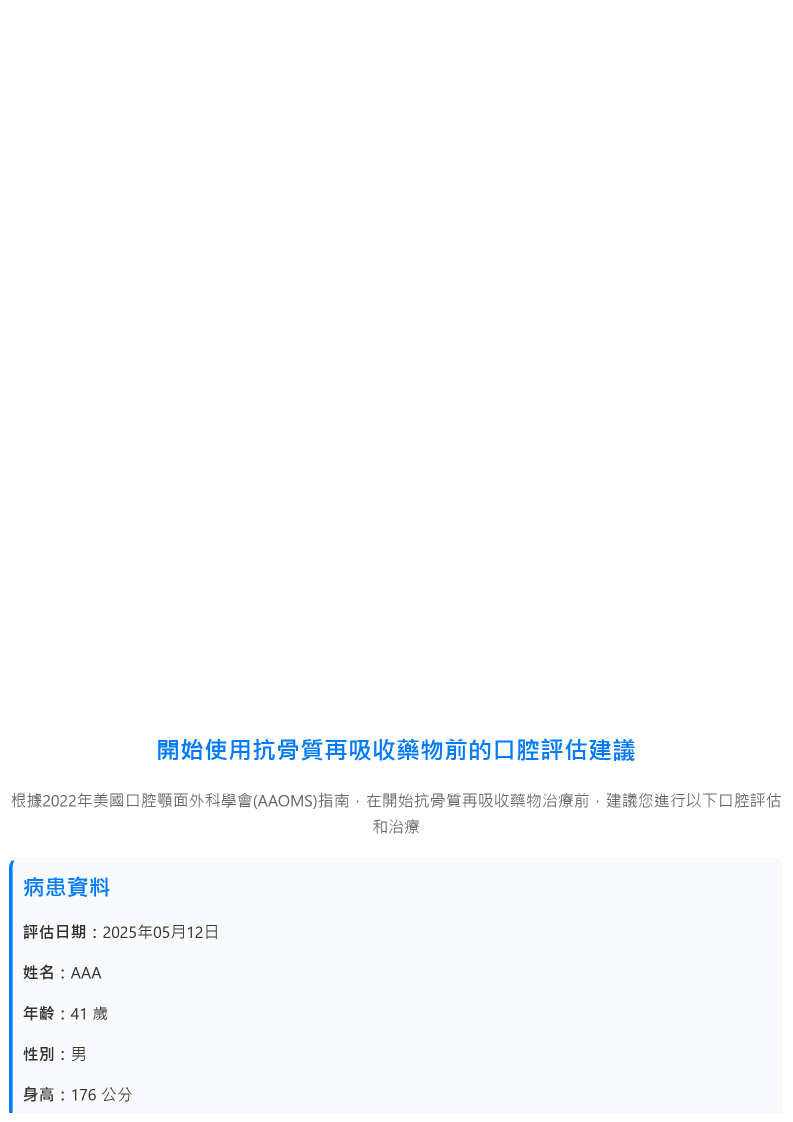 開始使用抗骨質再吸收藥物前的口腔評估建議
根據2022年美國口腔顎面外科學會(AAOMS)指南，在開始抗骨質再吸收藥物治療前，建議您進行以下口腔評估
和治療
病患資料
評估日期：2025年05月12日
姓名：AAA
年齡：41 歲
性別：男
身高：176 公分